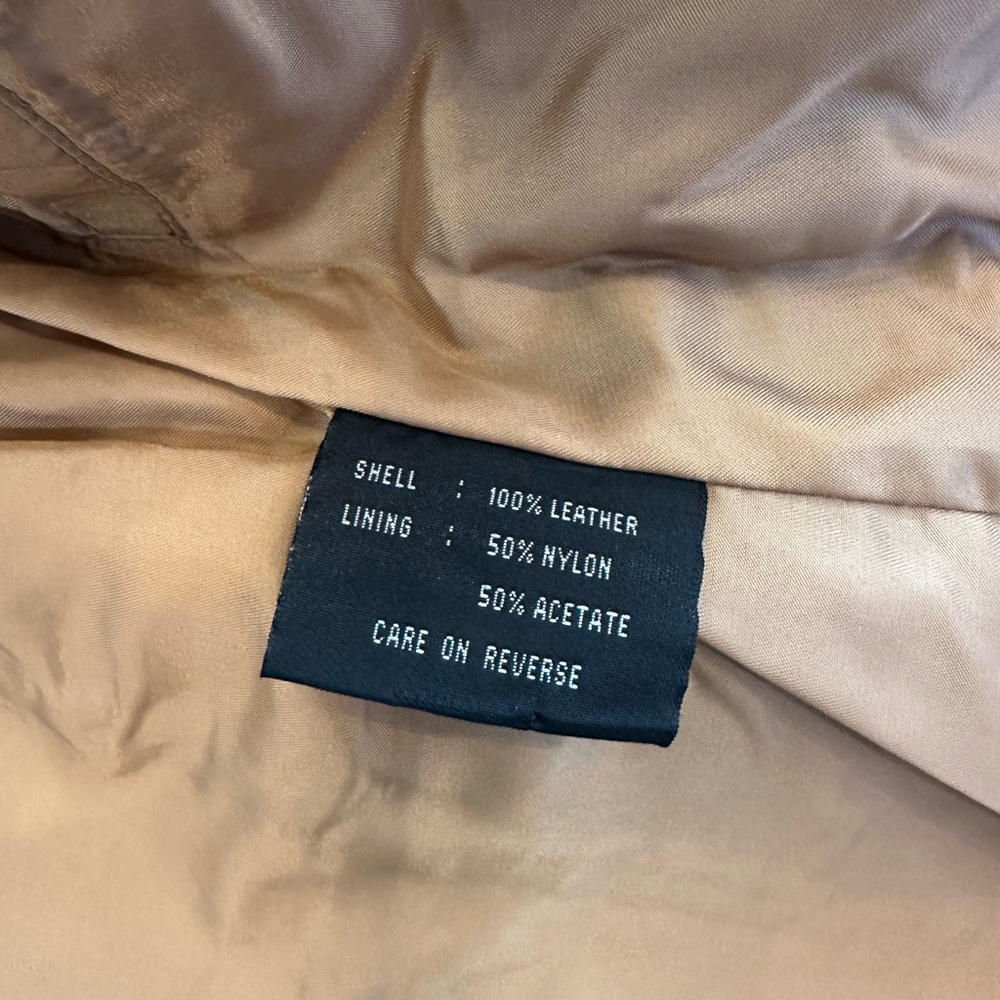 SHELL : 100% LEATHER
LINING : 50% NYLON
50% ACETATE
CARE ON REVERSE